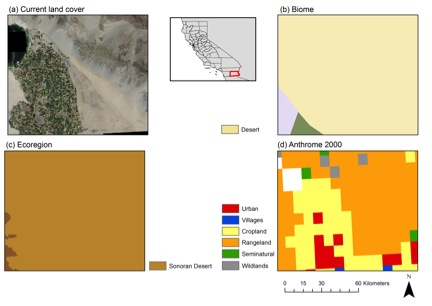 (a) Current land cover
(b) Biome
Desert
(c) Ecoregion
(d) Anthrome 2000
Sonoran Desert
Urban
Villages
Cropland
Rangeland
Seminatural
Wildlands
N
0 15 30 60 Kilometers